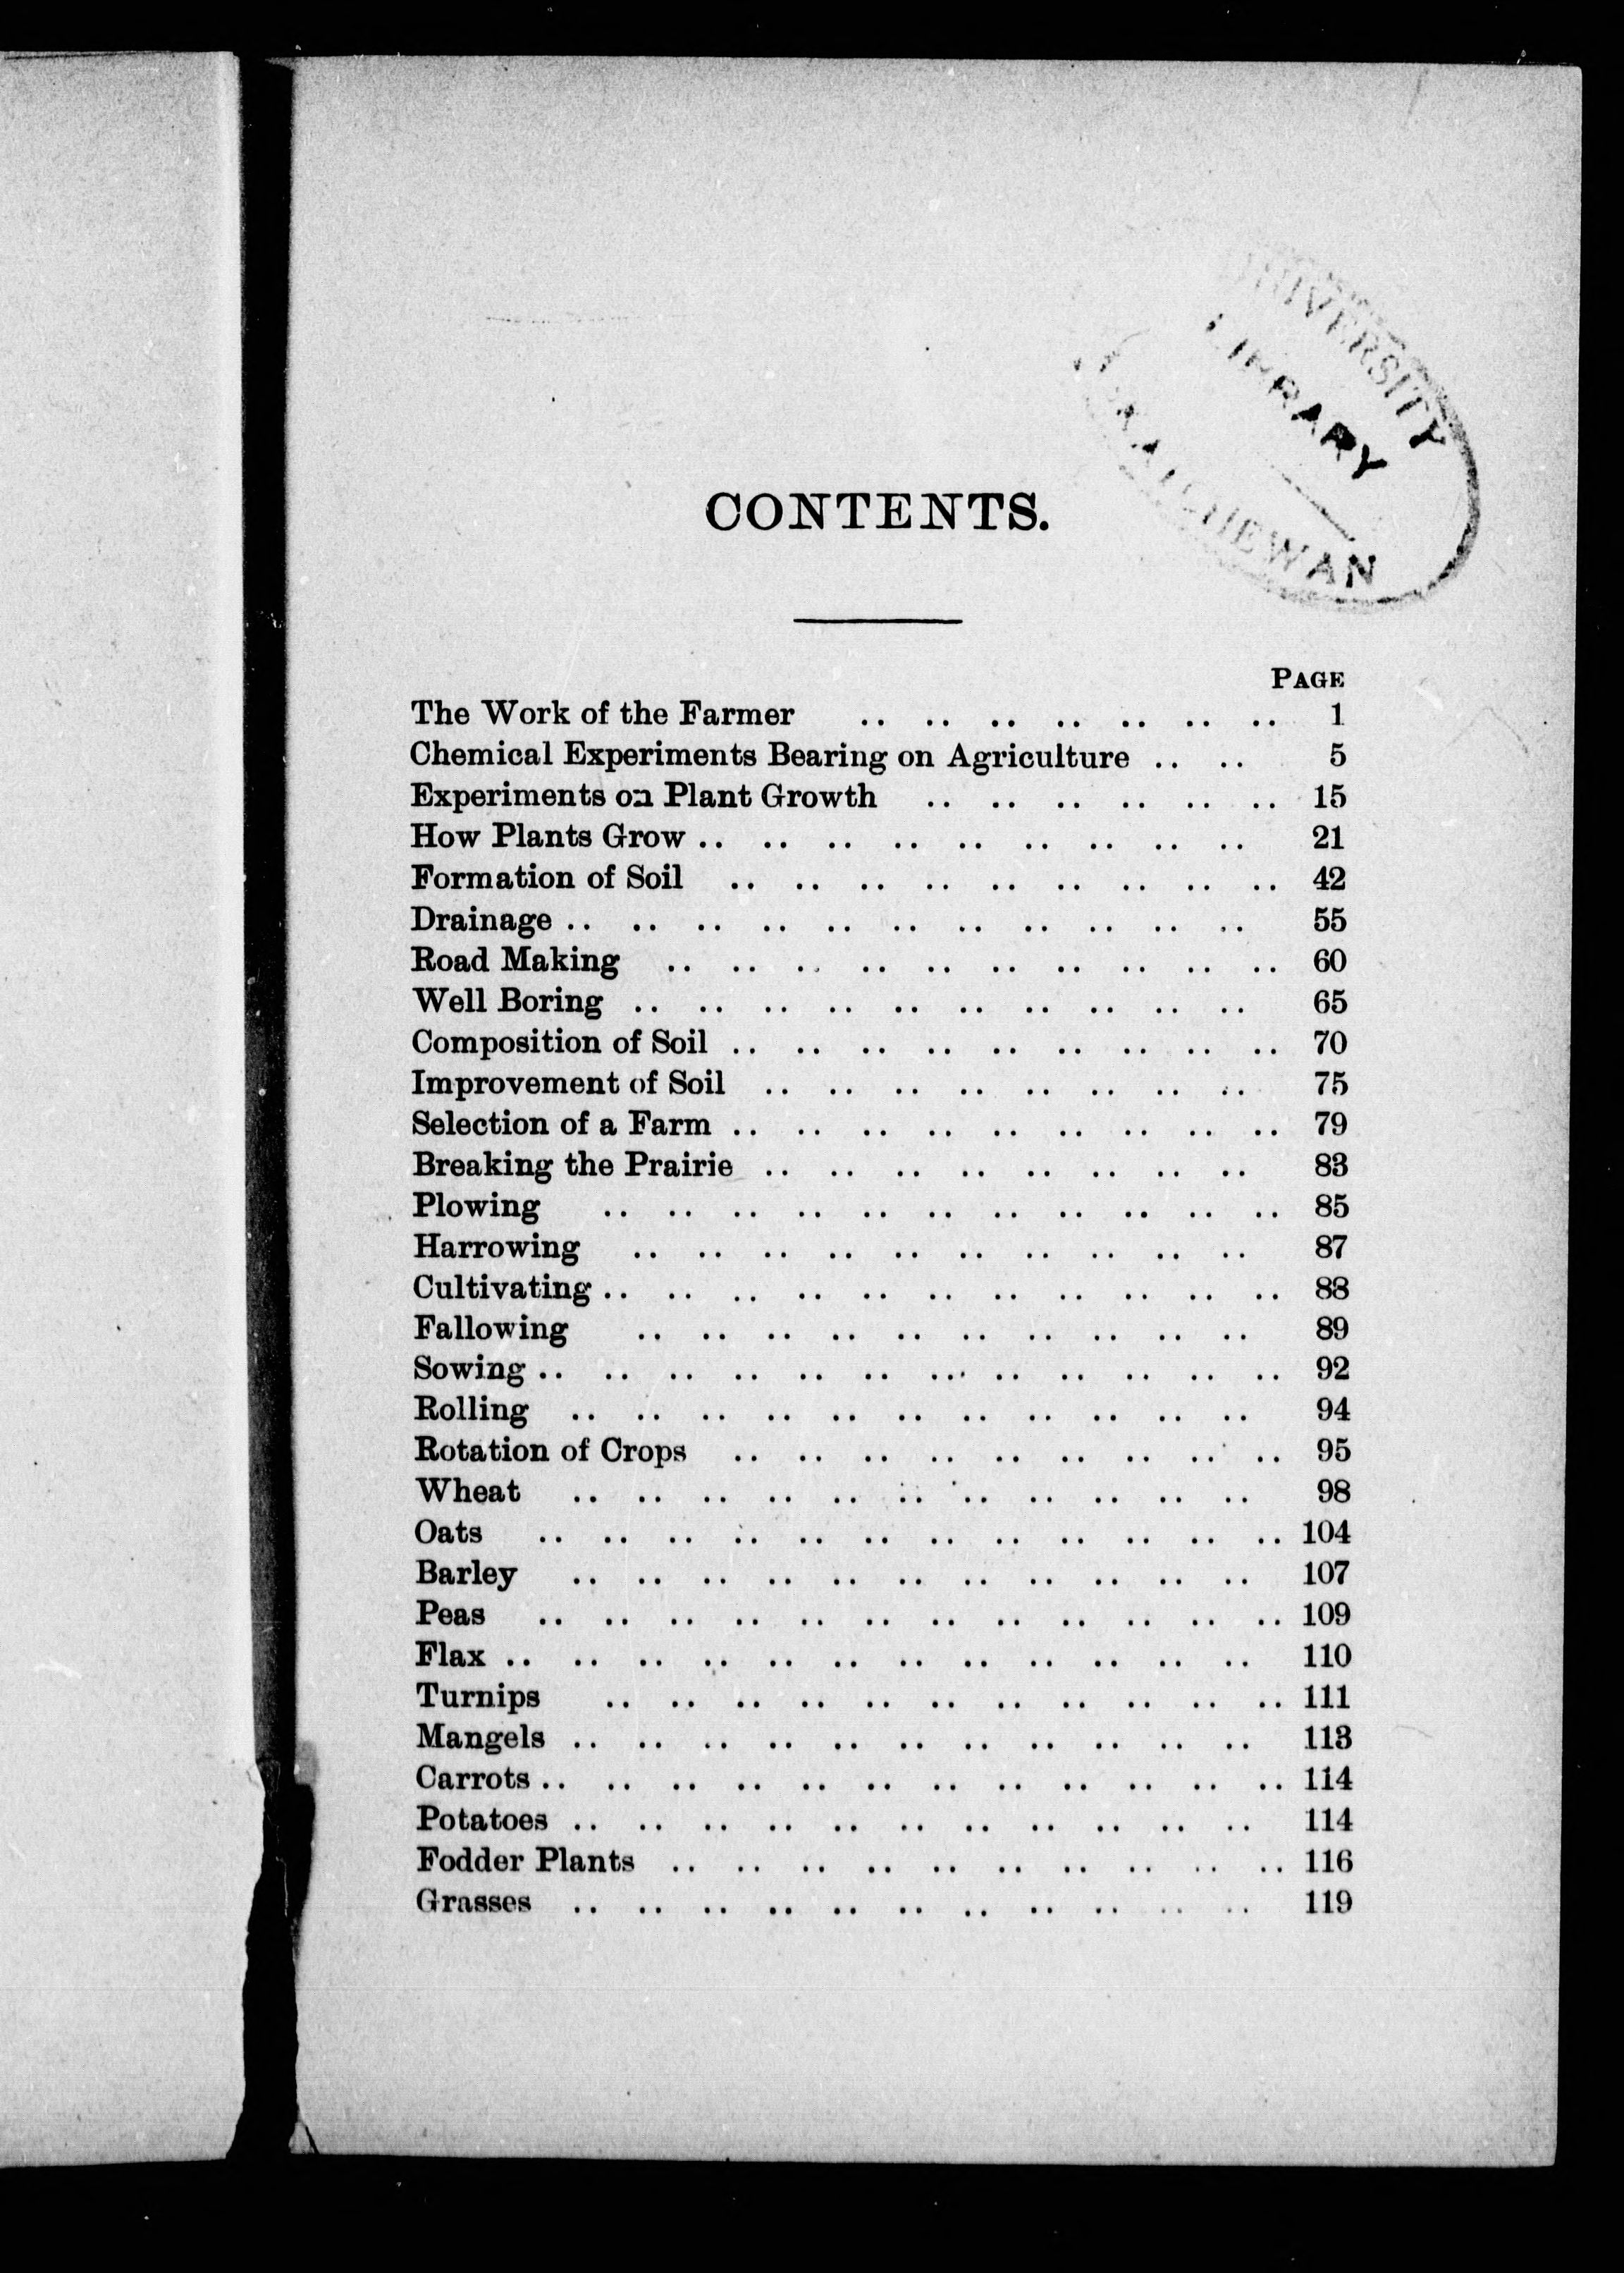 UNIVERSITY
LIBRARY
CONTENTS.
PAGE
The Work of the Farmer .. .. .. .. .. .. .. 1
Chemical Experiments Bearing on Agriculture .. .. 5
Experiments on Plant Growth .. .. .. .. .. .. 15
How Plants Grow .. .. .. .. .. .. .. .. .. 21
Formation of Soil .. .. .. .. .. .. .. .. .. 42
Drainage .. .. .. .. .. .. .. .. .. .. .. 55
Road Making .. .. .. .. .. .. .. .. .. .. 60
Well Boring .. .. .. .. .. .. .. .. .. .. 65
Composition of Soil .. .. .. .. .. .. .. .. .. 70
Improvement of Soil .. .. .. .. .. .. .. .. 75
Selection of a Farm .. .. .. .. .. .. .. .. .. 79
Breaking the Prairie .. .. .. .. .. .. .. .. 83
Plowing .. .. .. .. .. .. .. .. .. .. .. 85
Harrowing .. .. .. .. .. .. .. .. .. .. 87
Cultivating .. .. .. .. .. .. .. .. .. .. .. 88
Fallowing .. .. .. .. .. .. .. .. .. .. 89
Sowing .. .. .. .. .. .. .. .. .. .. .. .. 92
Rolling .. .. .. .. .. .. .. .. .. .. .. 94
Rotation of Crops .. .. .. .. .. .. .. .. .. 95
Wheat .. .. .. .. .. .. .. .. .. .. .. 98
Oats .. .. .. .. .. .. .. .. .. .. .. .. 104
Barley .. .. .. .. .. .. .. .. .. .. .. 107
Peas .. .. .. .. .. .. .. .. .. .. .. .. 109
Flax .. .. .. .. .. .. .. .. .. .. .. .. 110
Turnips .. .. .. .. .. .. .. .. .. .. .. 111
Mangels .. .. .. .. .. .. .. .. .. .. .. 113
Carrots .. .. .. .. .. .. .. .. .. .. .. .. 114
Potatoes .. .. .. .. .. .. .. .. .. .. .. 114
Fodder Plants .. .. .. .. .. .. .. .. .. .. 116
Grasses .. .. .. .. .. .. .. .. .. .. .. 119